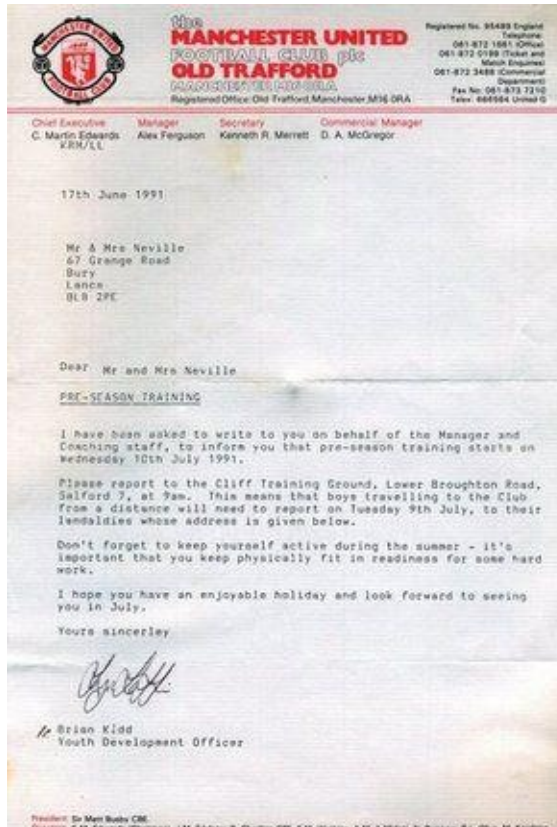 MANCHESTER UNITED
FOOTBALL CLUB
the
MANCHESTER UNITED
FOOTBALL CLUB plc
OLD TRAFFORD
MANCHESTER M16 0RA
Registered Office: Old Trafford, Manchester, M16 0RA
Registered No. 95489 England
Telephone:
061-872 1661 (Office)
061-872 0199 (Ticket and
Match Enquiries)
061-872 3488 (Commercial
Department)
Fax No: 061-873 7210
Telex: 666564 United G
Chief Executive Manager Secretary Commercial Manager
C. Martin Edwards Alex Ferguson Kenneth R. Merrett D. A. McGregor
KRM/LL
17th June 1991
Mr & Mrs Neville
67 Grange Road
Bury
Lancs
BL8 2PE
Dear Mr and Mrs Neville
PRE-SEASON TRAINING
I have been asked to write to you on behalf of the Manager and
Coaching staff, to inform you that pre-season training starts on
Wednesday 10th July 1991.
Please report to the Cliff Training Ground, Lower Broughton Road,
Salford 7, at 9am. This means that boys travelling to the Club
from a distance will need to report on Tuesday 9th July, to their
landaldies whose address is given below.
Don't forget to keep yourself active during the summer - it's
important that you keep physically fit in readiness for some hard
work.
I hope you have an enjoyable holiday and look forward to seeing
you in July.
Yours sincerley
Brian Kidd
Youth Development Officer
President: Sir Matt Busby CBE